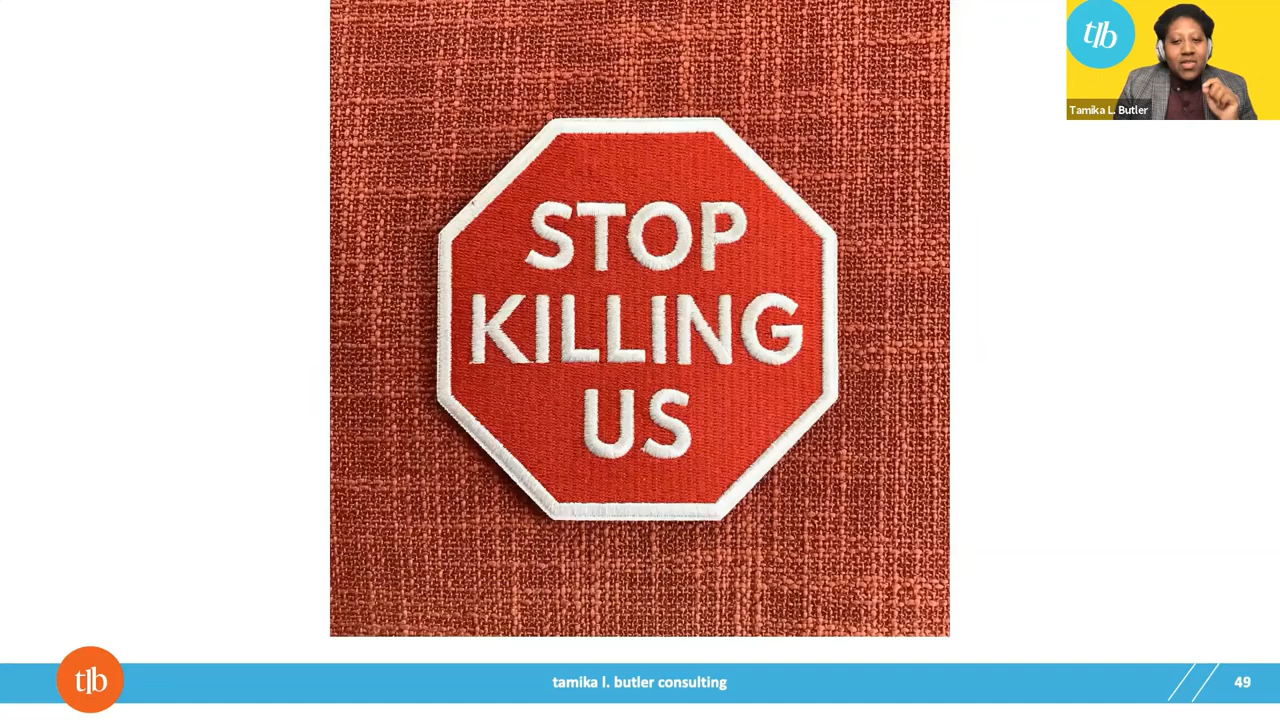 tlb
Tamika L. Butler
STOP
KILLING
US
tlb
tamika l. butler consulting
49